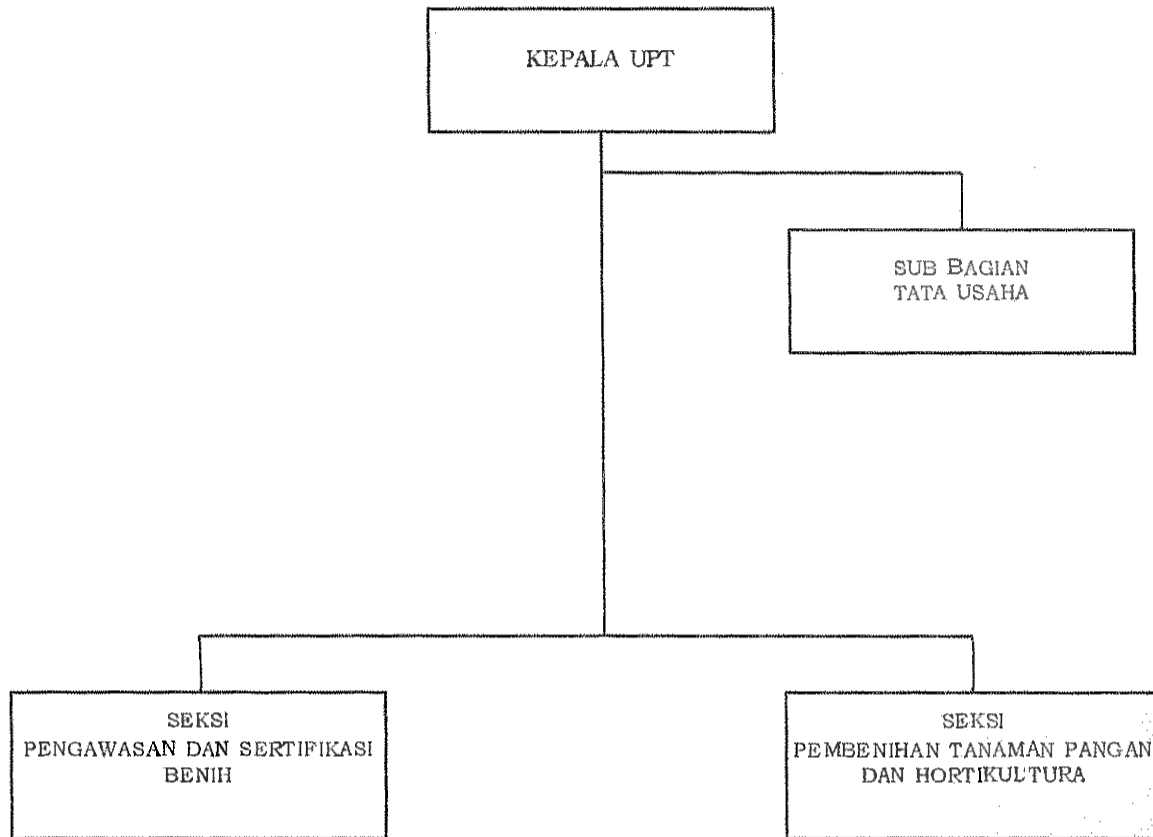 KEPALA UPT
SUB BAGIAN
TATA USAHA
SEKSI
PENGAWASAN DAN SERTIFIKASI
BENIH
SEKSI
PEMBENIHAN TANAMAN PANGAN
DAN HORTIKULTURA